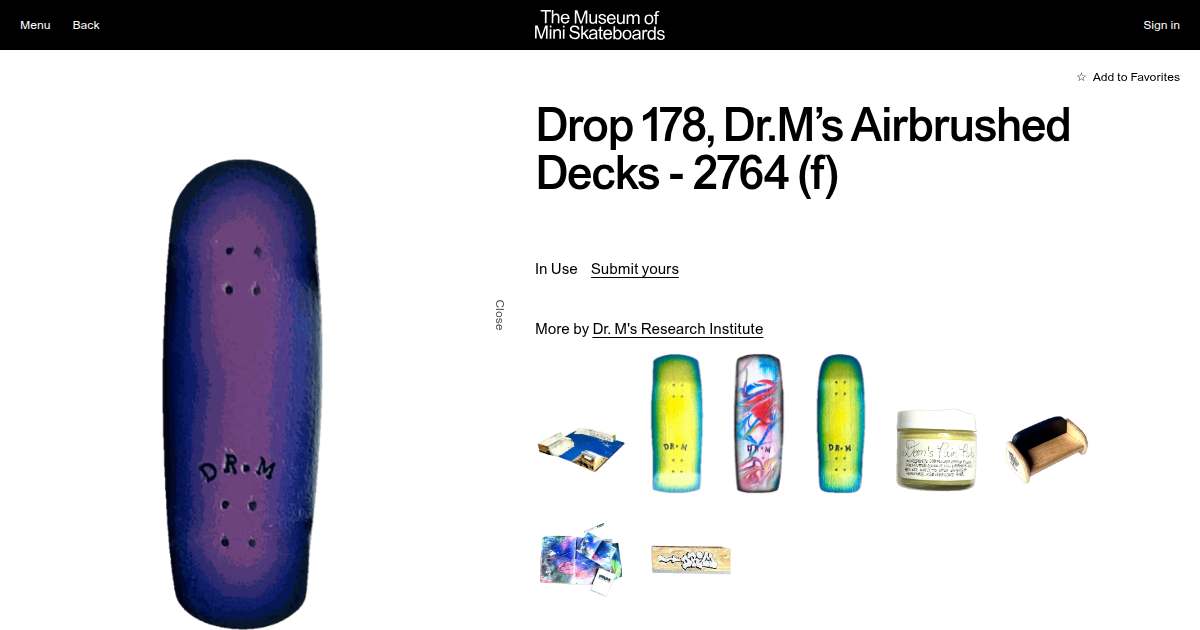 Menu
Back
The Museum of
Mini Skateboards
Sign in
☆ Add to Favorites
Drop 178, Dr.M’s Airbrushed
Decks - 2764 (f)
In Use
Submit yours
Close
More by Dr. M's Research Institute
DR•M
DR•M
DR•M
DR•M